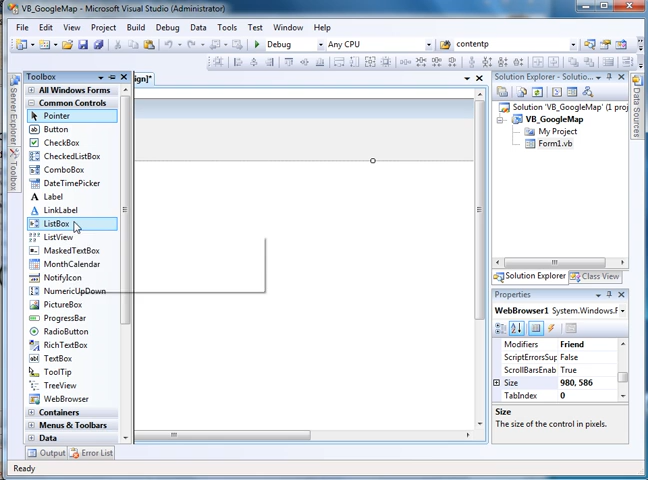 VB_GoogleMap - Microsoft Visual Studio (Administrator)
File Edit View Project Build Debug Data Tools Test Window Help
Debug Any CPU contentp
Toolbox
ign]*
Solution Explorer - Solutio...
Server Explorer
Toolbox
Data Sources
All Windows Forms
Common Controls
Pointer
Button
CheckBox
CheckedListBox
ComboBox
DateTimePicker
Label
LinkLabel
ListBox
ListView
MaskedTextBox
MonthCalendar
NotifyIcon
NumericUpDown
PictureBox
ProgressBar
RadioButton
RichTextBox
TextBox
ToolTip
TreeView
WebBrowser
Containers
Menus & Toolbars
Data
Solution 'VB_GoogleMap' (1 proj
VB_GoogleMap
My Project
Form1.vb
Solution Explorer Class View
Properties
WebBrowser1 System.Windows.F
Modifiers Friend
ScriptErrorsSup False
ScrollBarsEnab True
Size 980, 586
TabIndex 0
Size
The size of the control in pixels.
Output Error List
Ready